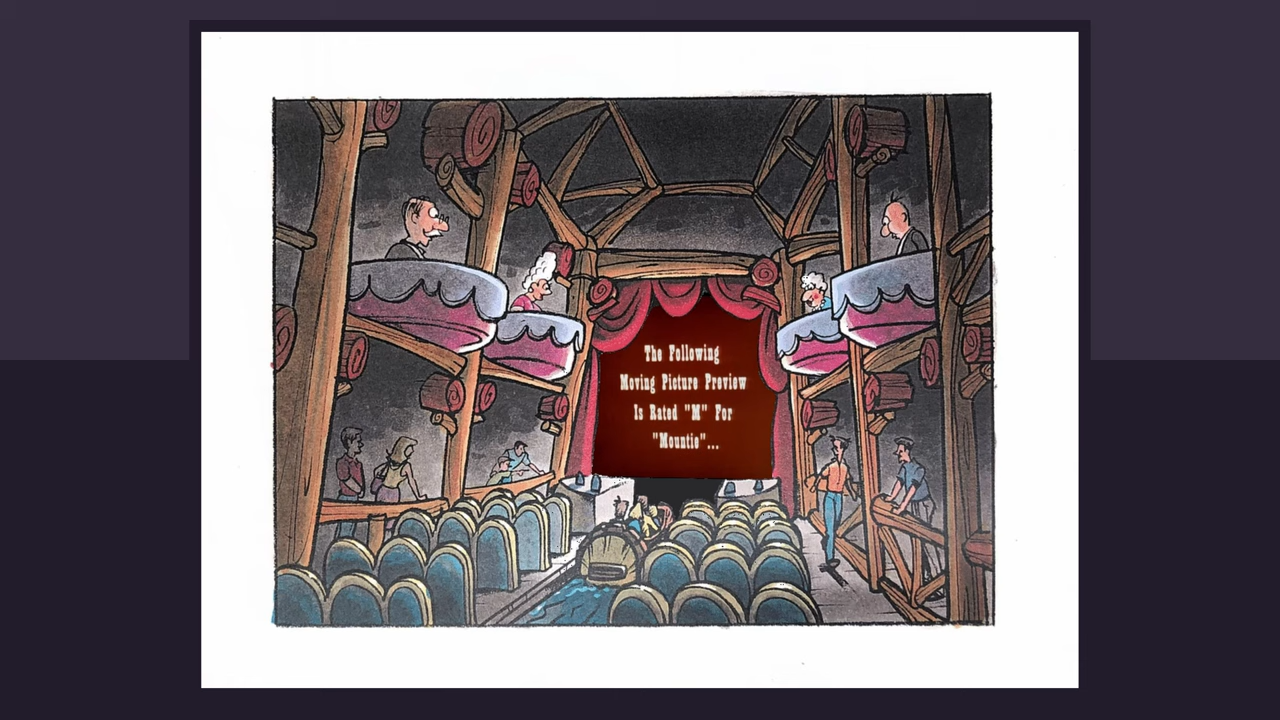 The Following
Moving Picture Preview
Is Rated "M" For
"Mountie"...